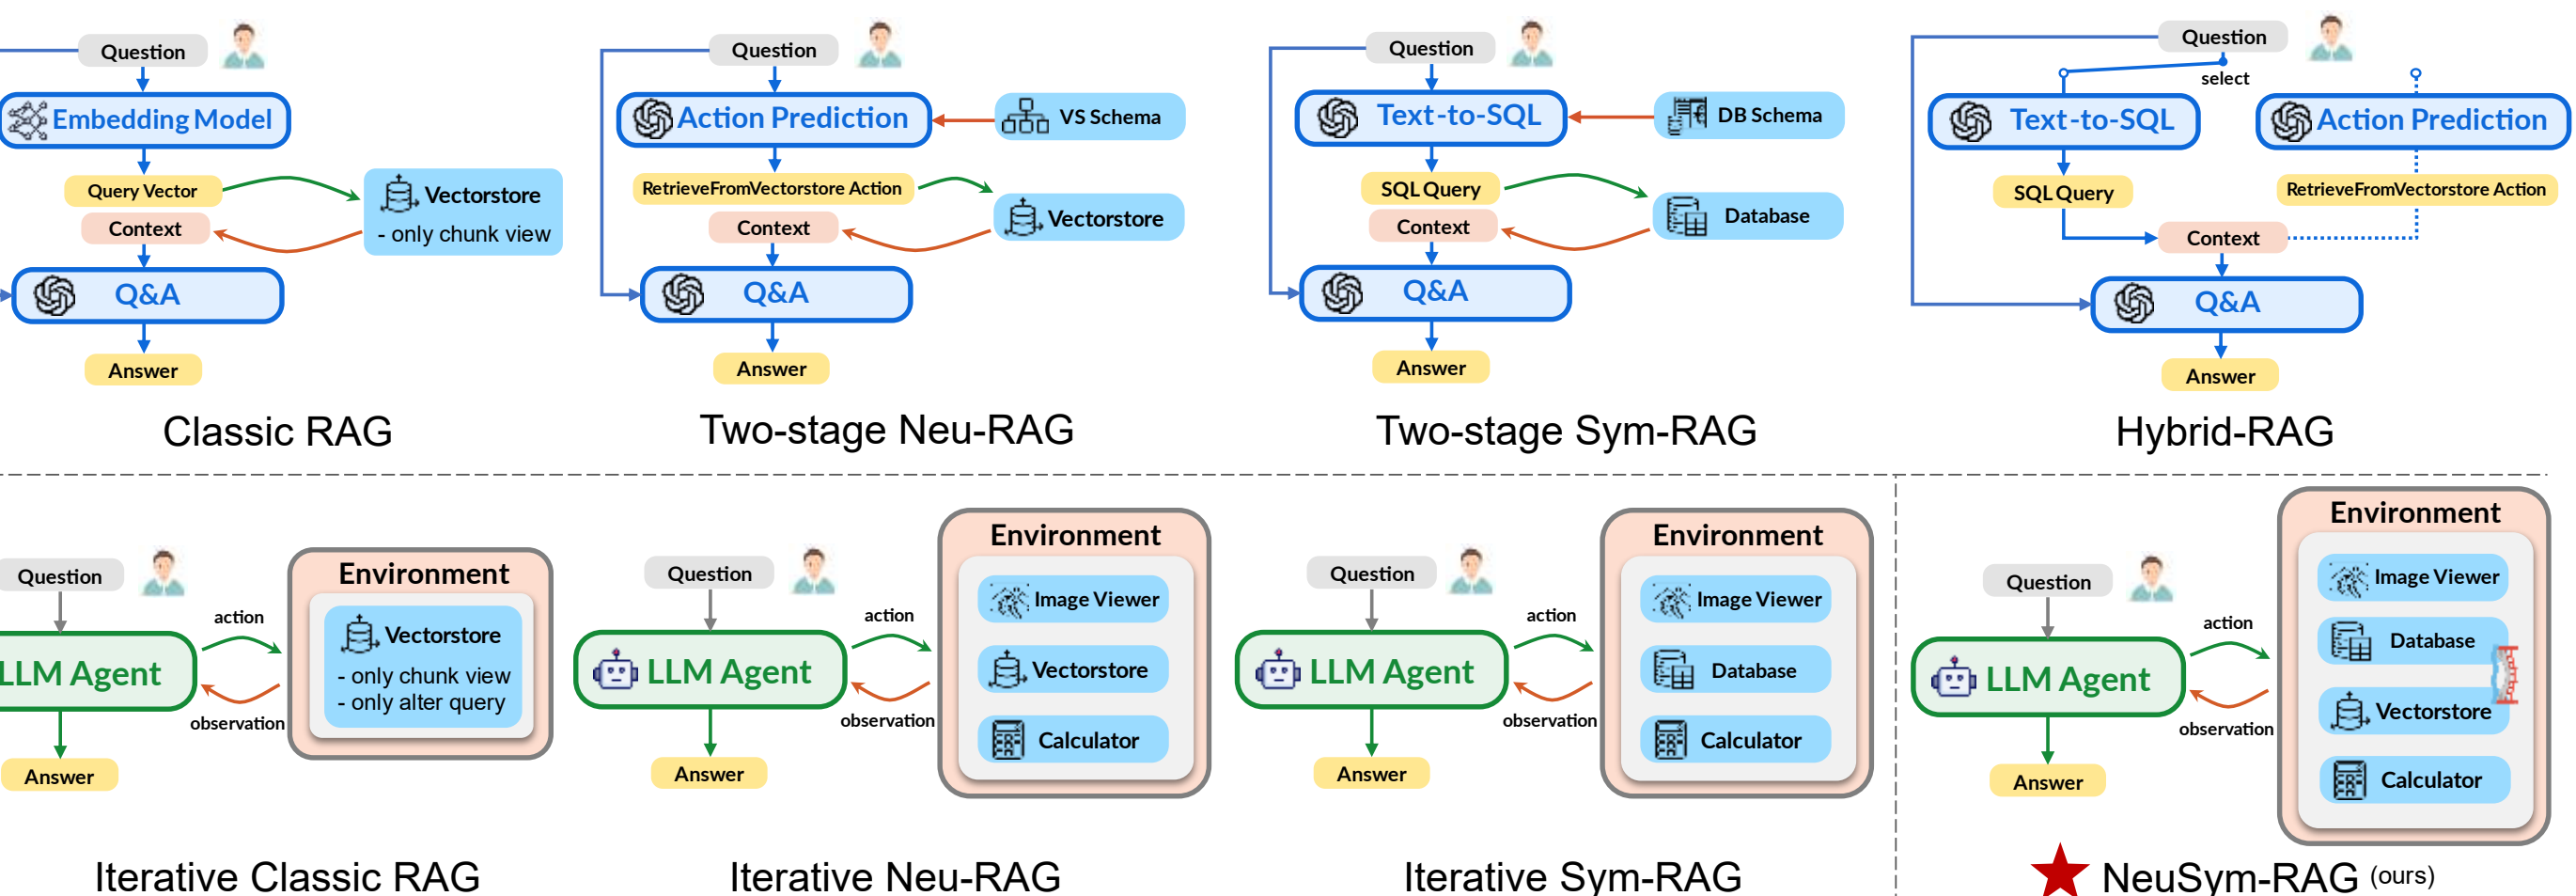 Question
Embedding Model
Query Vector
Vectorstore
- only chunk view
Context
Q&A
Answer
Classic RAG
Question
Action Prediction
VS Schema
RetrieveFromVectorstore Action
Vectorstore
Context
Q&A
Answer
Two-stage Neu-RAG
Question
Text-to-SQL
DB Schema
SQL Query
Database
Context
Q&A
Answer
Two-stage Sym-RAG
Question
select
Text-to-SQL
Action Prediction
SQL Query
RetrieveFromVectorstore Action
Context
Q&A
Answer
Hybrid-RAG
Question
LLM Agent
action
observation
Environment
Vectorstore
- only chunk view
- only alter query
Answer
Iterative Classic RAG
Question
LLM Agent
action
observation
Environment
Image Viewer
Vectorstore
Calculator
Answer
Iterative Neu-RAG
Question
LLM Agent
action
observation
Environment
Image Viewer
Database
Calculator
Answer
Iterative Sym-RAG
Question
LLM Agent
action
observation
Environment
Image Viewer
Database
Vectorstore
Calculator
Answer
NeuSym-RAG (ours)